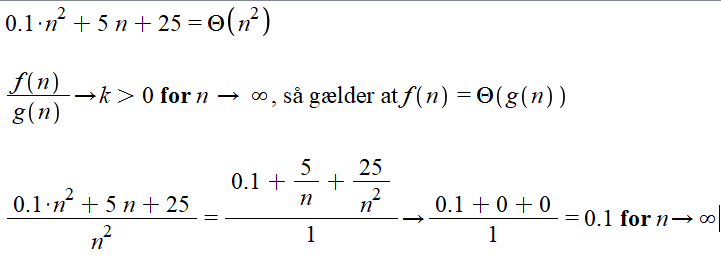 0.1·n² + 5 n + 25 = Θ(n²)
f(n)/g(n) → k > 0 for n → ∞, så gælder at f(n) = Θ(g(n))
(0.1·n² + 5 n + 25)/n² = (0.1 + 5/n + 25/n²)/1 → (0.1 + 0 + 0)/1 = 0.1 for n → ∞